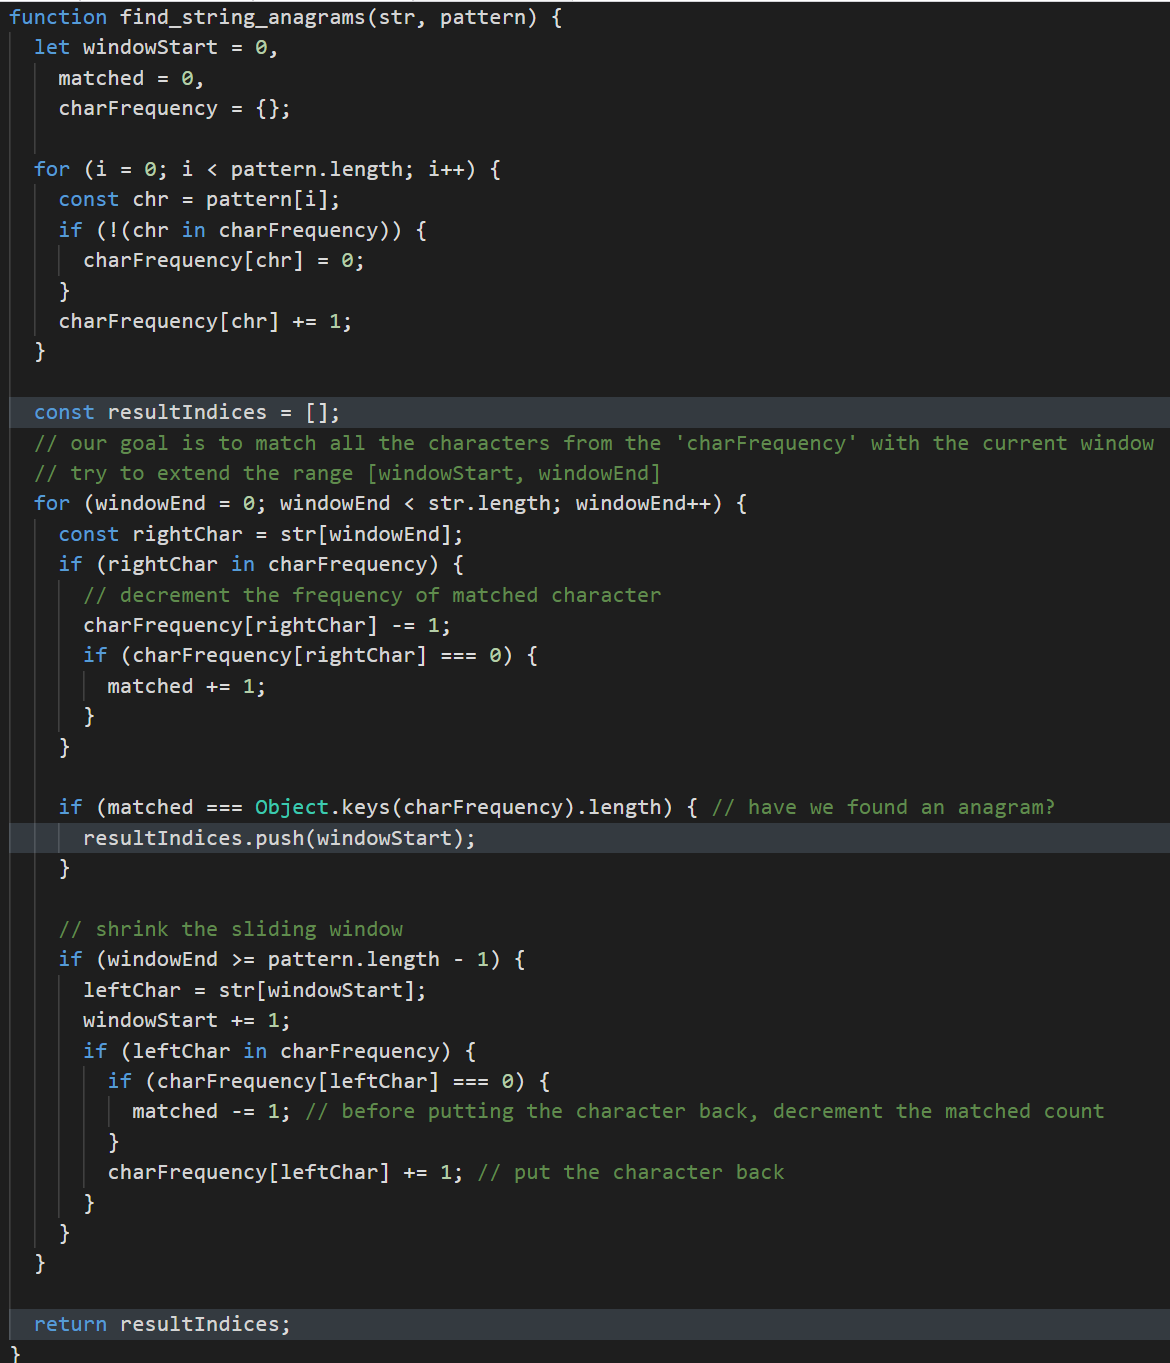 function find_string_anagrams(str, pattern) {
  let windowStart = 0,
    matched = 0,
    charFrequency = {};

  for (i = 0; i < pattern.length; i++) {
    const chr = pattern[i];
    if (!(chr in charFrequency)) {
      charFrequency[chr] = 0;
    }
    charFrequency[chr] += 1;
  }

  const resultIndices = [];
  // our goal is to match all the characters from the 'charFrequency' with the current window
  // try to extend the range [windowStart, windowEnd]
  for (windowEnd = 0; windowEnd < str.length; windowEnd++) {
    const rightChar = str[windowEnd];
    if (rightChar in charFrequency) {
      // decrement the frequency of matched character
      charFrequency[rightChar] -= 1;
      if (charFrequency[rightChar] === 0) {
        matched += 1;
      }
    }

    if (matched === Object.keys(charFrequency).length) { // have we found an anagram?
      resultIndices.push(windowStart);
    }

    // shrink the sliding window
    if (windowEnd >= pattern.length - 1) {
      leftChar = str[windowStart];
      windowStart += 1;
      if (leftChar in charFrequency) {
        if (charFrequency[leftChar] === 0) {
          matched -= 1; // before putting the character back, decrement the matched count
        }
        charFrequency[leftChar] += 1; // put the character back
      }
    }
  }

  return resultIndices;
}